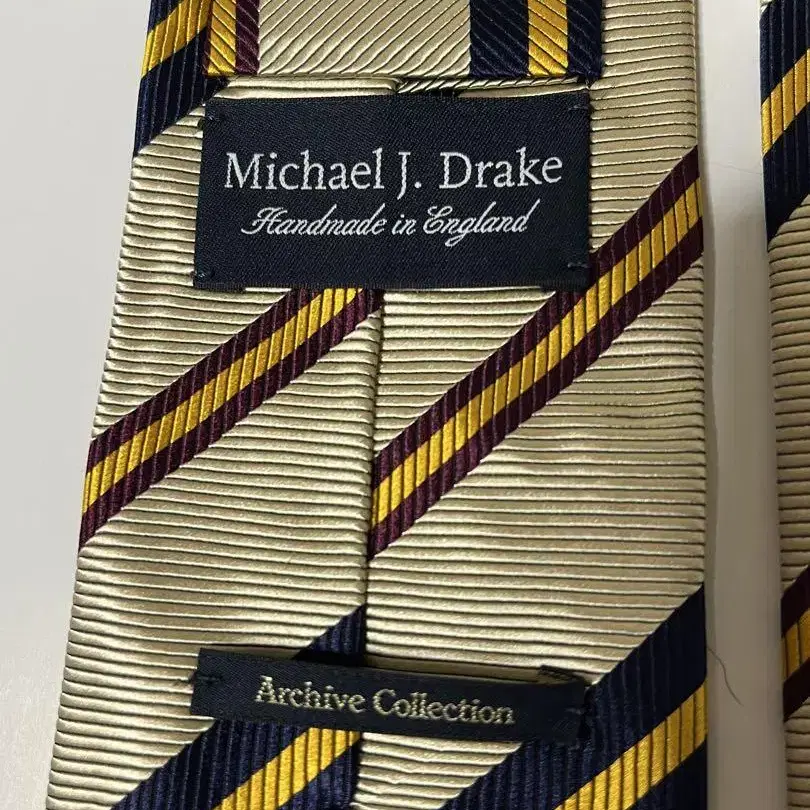 Michael J. Drake
Handmade in England
Archive Collection